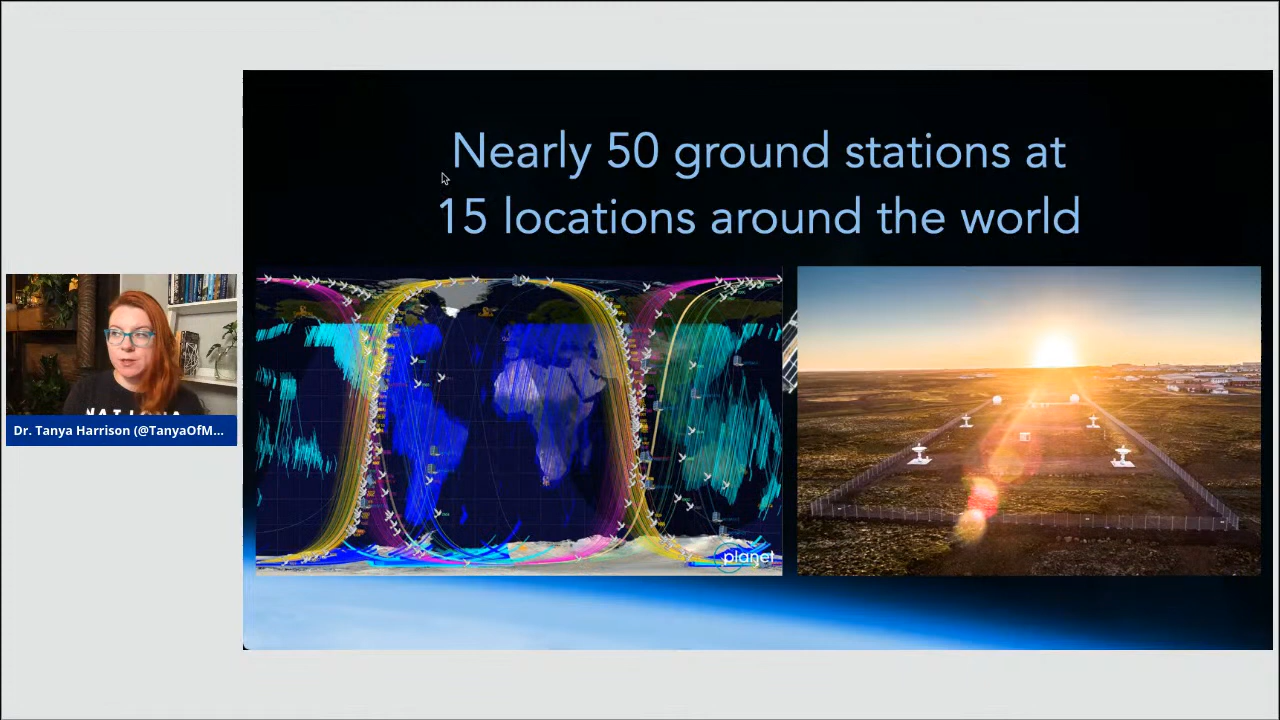 Nearly 50 ground stations at
15 locations around the world
planet
Dr. Tanya Harrison (@TanyaOfM...